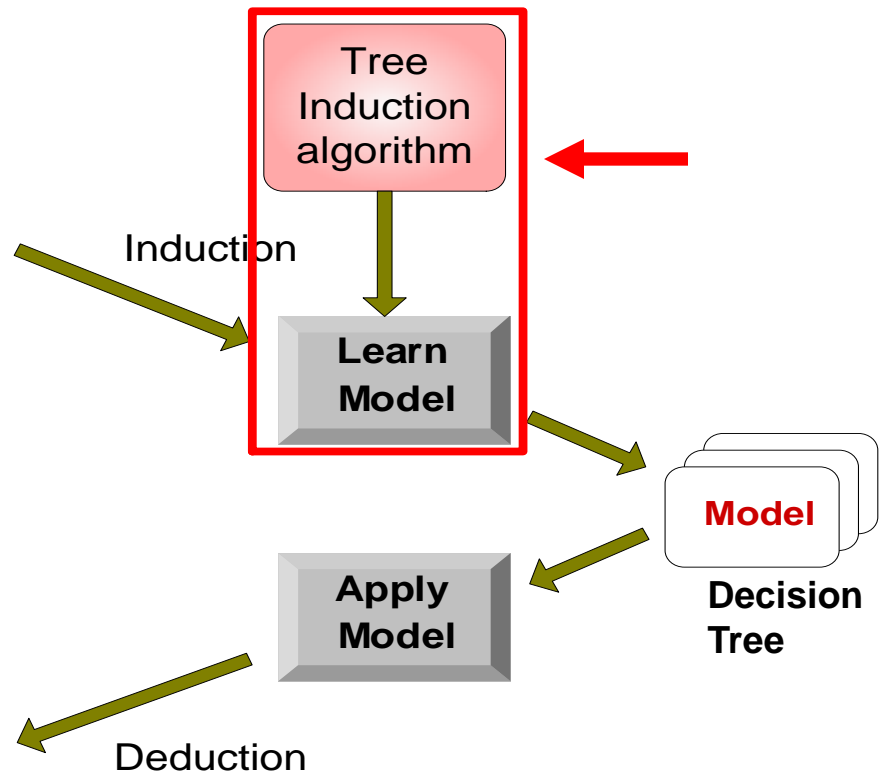 Tree
Induction
algorithm
Induction
Learn
Model
Model
Decision
Tree
Apply
Model
Deduction